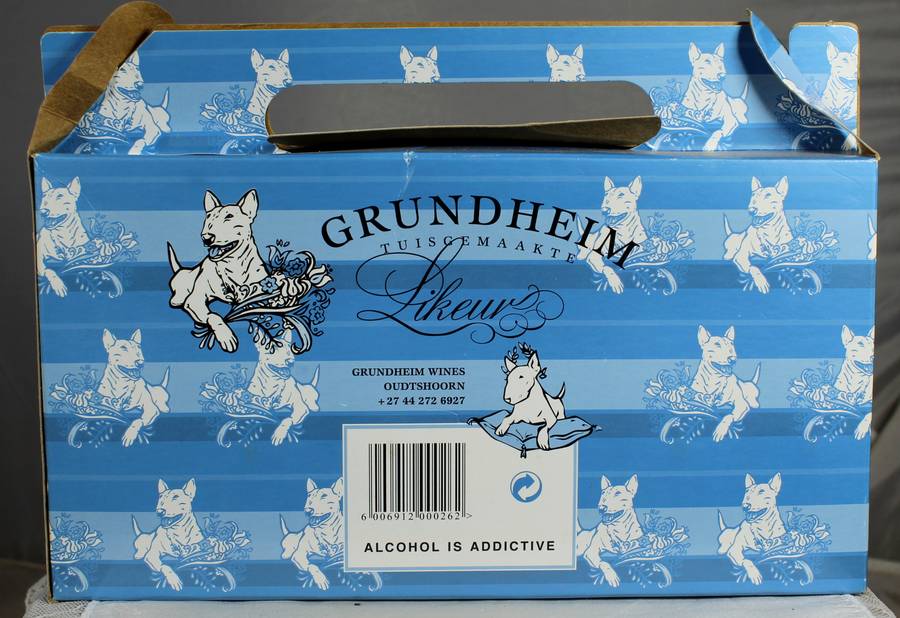 GRUNDHEIM
TUISGEMAAKTE
Likeur
GRUNDHEIM WINES
OUDTSHOORN
+27 44 272 6927
6 006912 000262 >
ALCOHOL IS ADDICTIVE